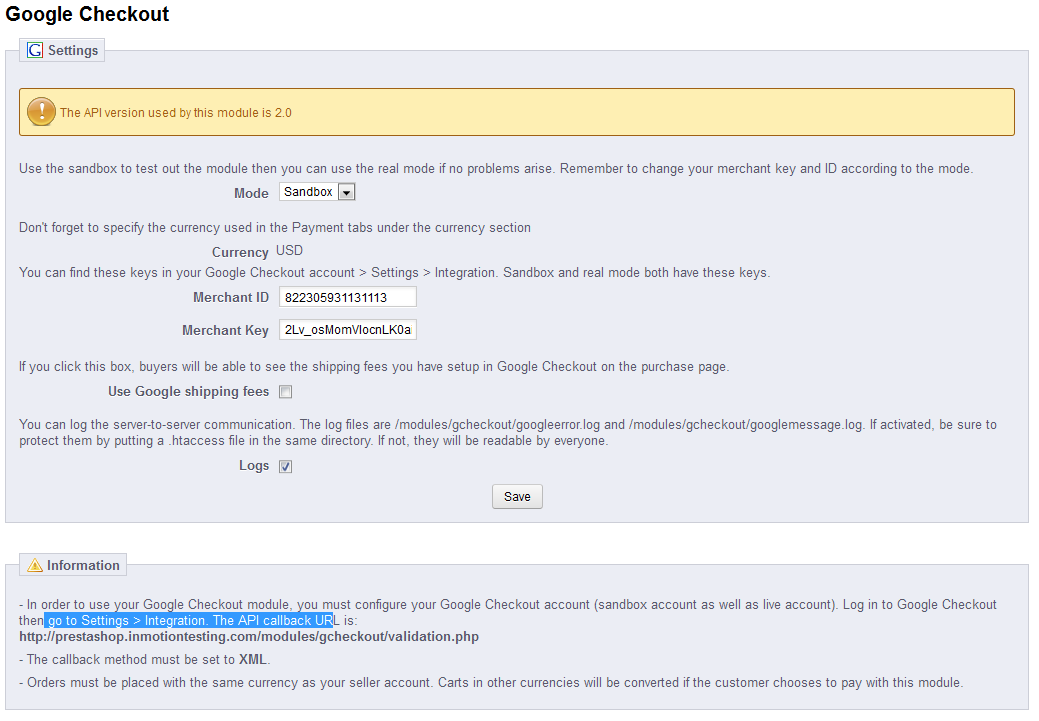 Google Checkout
G Settings
The API version used by this module is 2.0
Use the sandbox to test out the module then you can use the real mode if no problems arise. Remember to change your merchant key and ID according to the mode.
Mode Sandbox
Don't forget to specify the currency used in the Payment tabs under the currency section
Currency USD
You can find these keys in your Google Checkout account > Settings > Integration. Sandbox and real mode both have these keys.
Merchant ID 822305931131113
Merchant Key 2Lv_osMomVlocnLK0a
If you click this box, buyers will be able to see the shipping fees you have setup in Google Checkout on the purchase page.
Use Google shipping fees
You can log the server-to-server communication. The log files are /modules/gcheckout/googleerror.log and /modules/gcheckout/googlemessage.log. If activated, be sure to
protect them by putting a .htaccess file in the same directory. If not, they will be readable by everyone.
Logs
Save
Information
- In order to use your Google Checkout module, you must configure your Google Checkout account (sandbox account as well as live account). Log in to Google Checkout
then go to Settings > Integration. The API callback URL is:
http://prestashop.inmotiontesting.com/modules/gcheckout/validation.php
- The callback method must be set to XML.
- Orders must be placed with the same currency as your seller account. Carts in other currencies will be converted if the customer chooses to pay with this module.